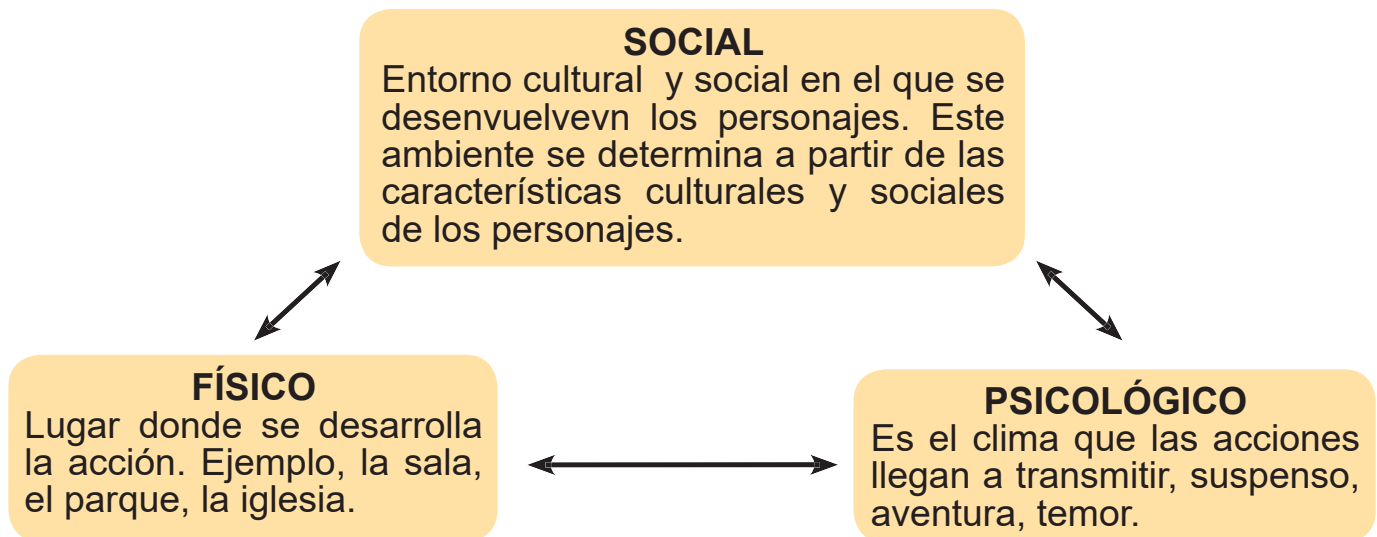 SOCIAL
Entorno cultural y social en el que se
desenvuelvevn los personajes. Este
ambiente se determina a partir de las
características culturales y sociales
de los personajes.
FÍSICO
Lugar donde se desarrolla
la acción. Ejemplo, la sala,
el parque, la iglesia.
PSICOLÓGICO
Es el clima que las acciones
llegan a transmitir, suspenso,
aventura, temor.